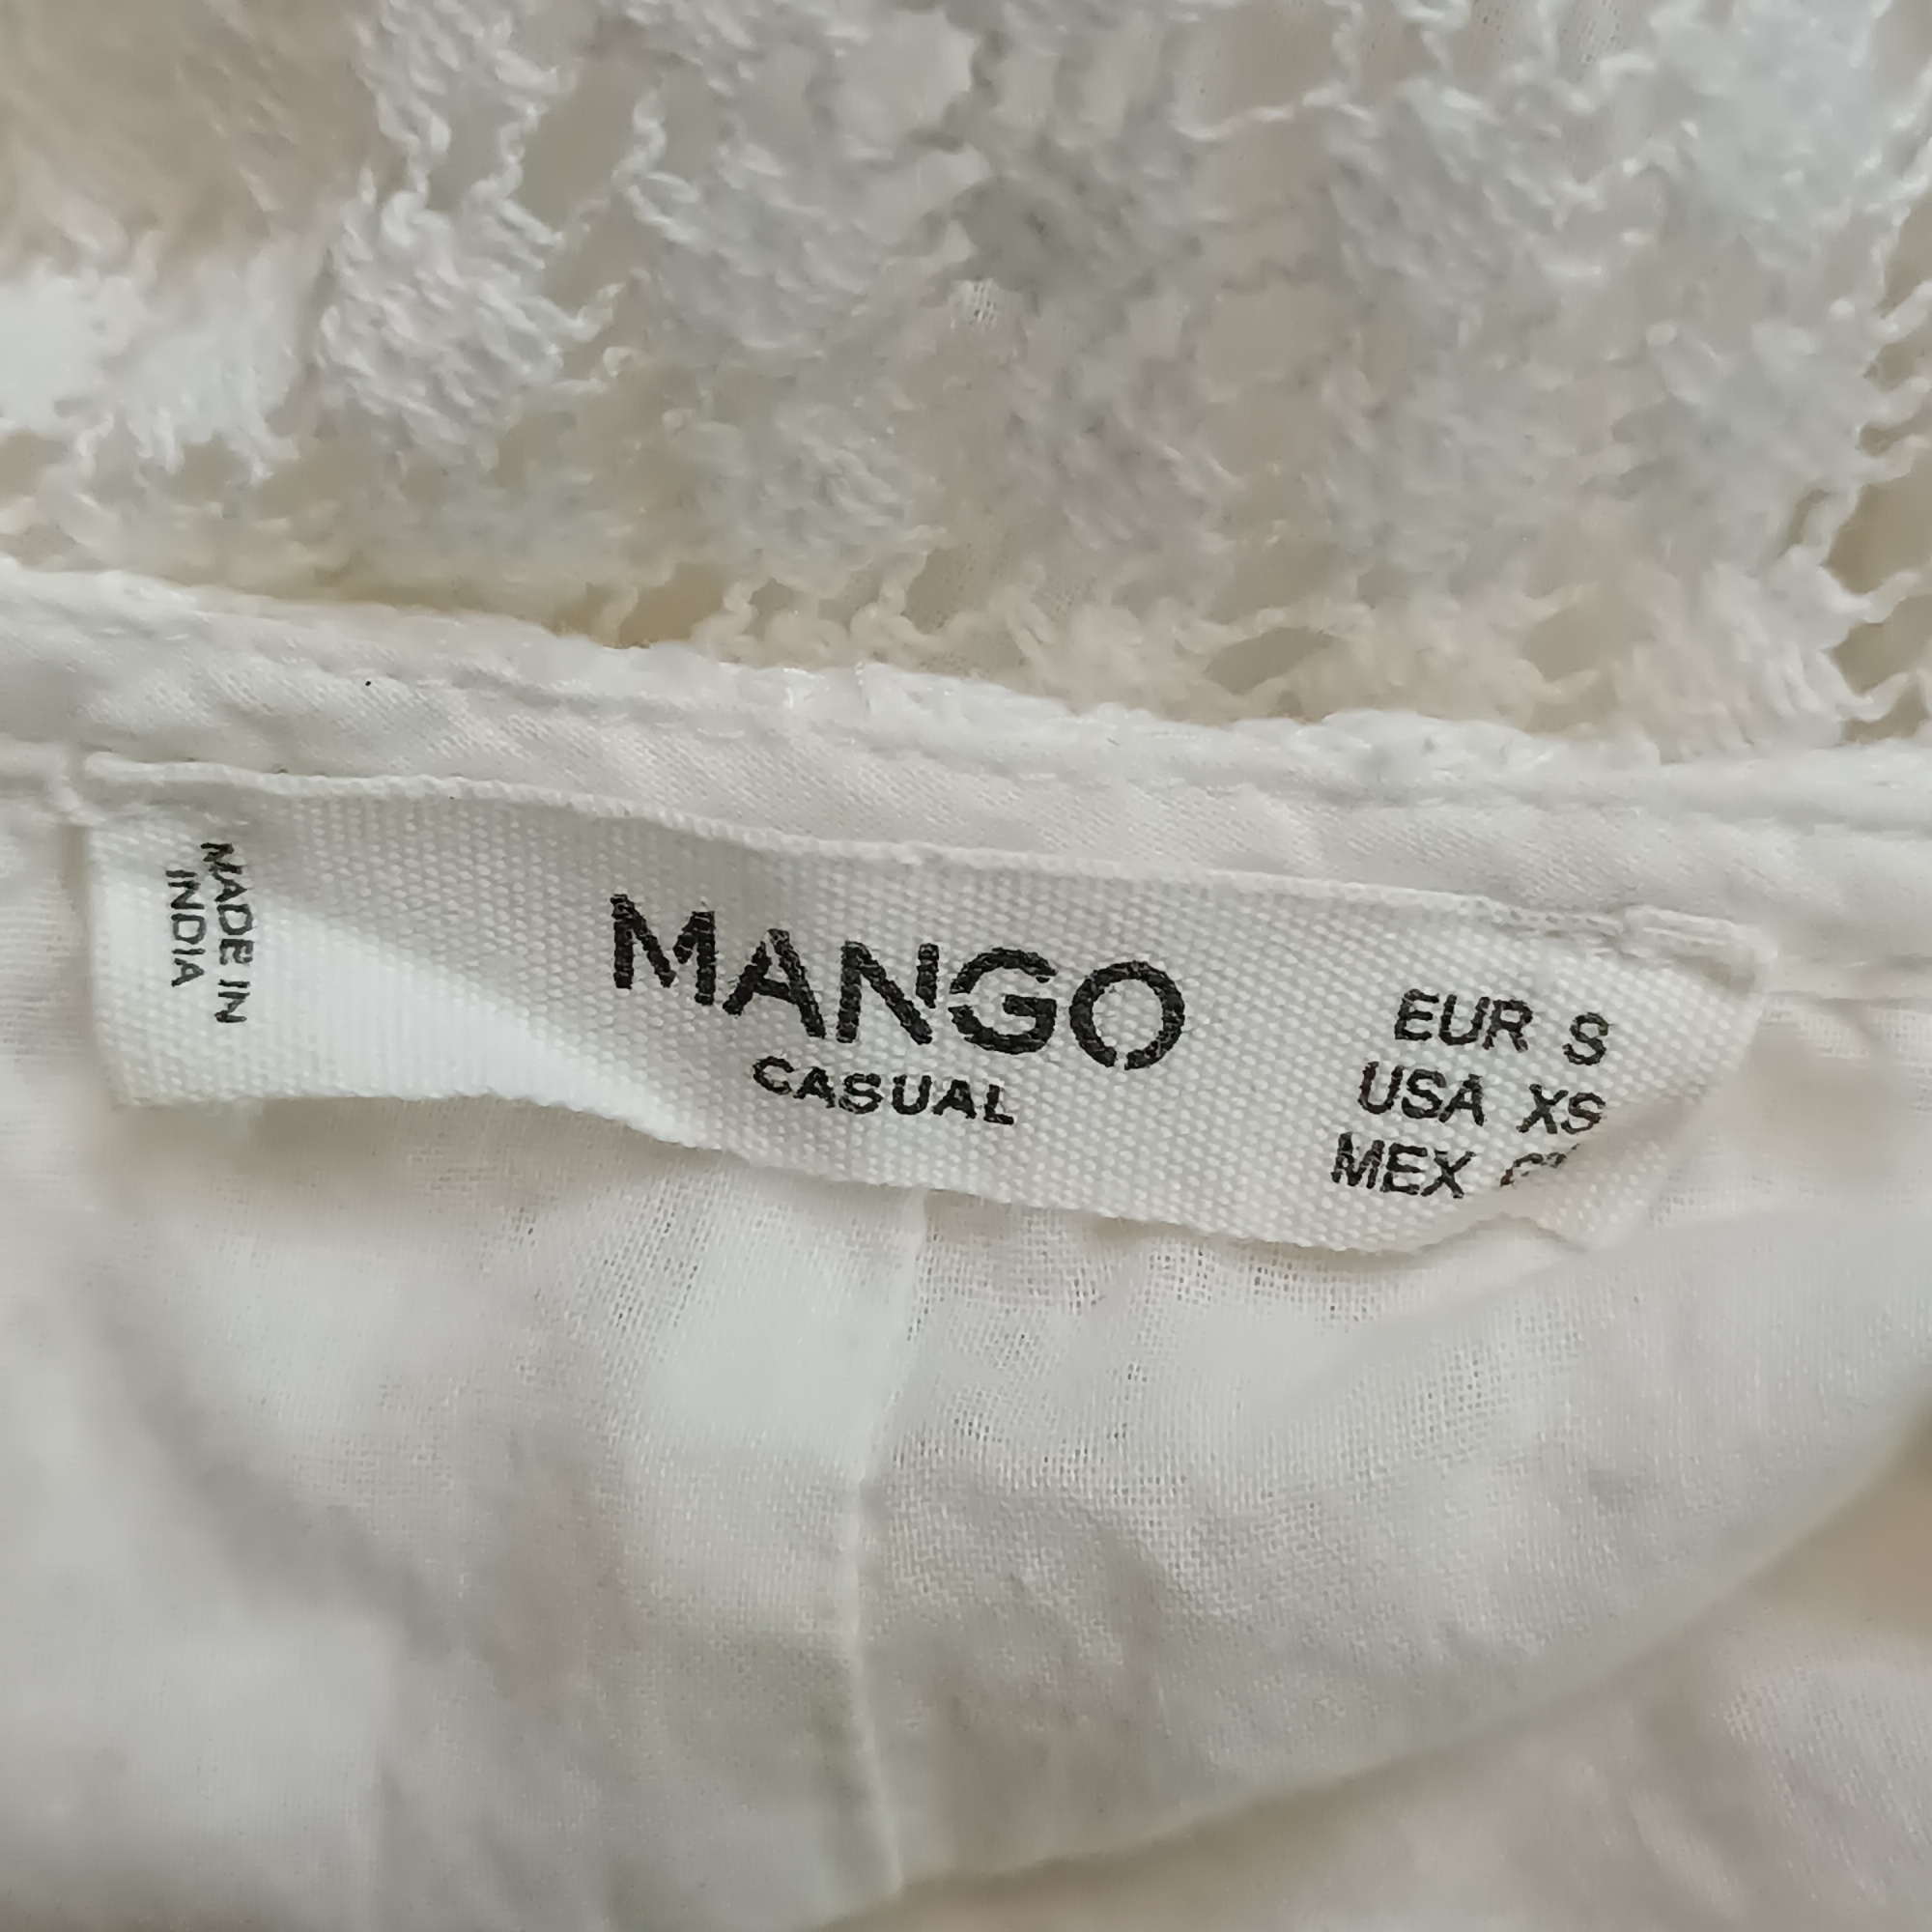 MADE IN
INDIA
MANGO
CASUAL
EUR S
USA XS
MEX